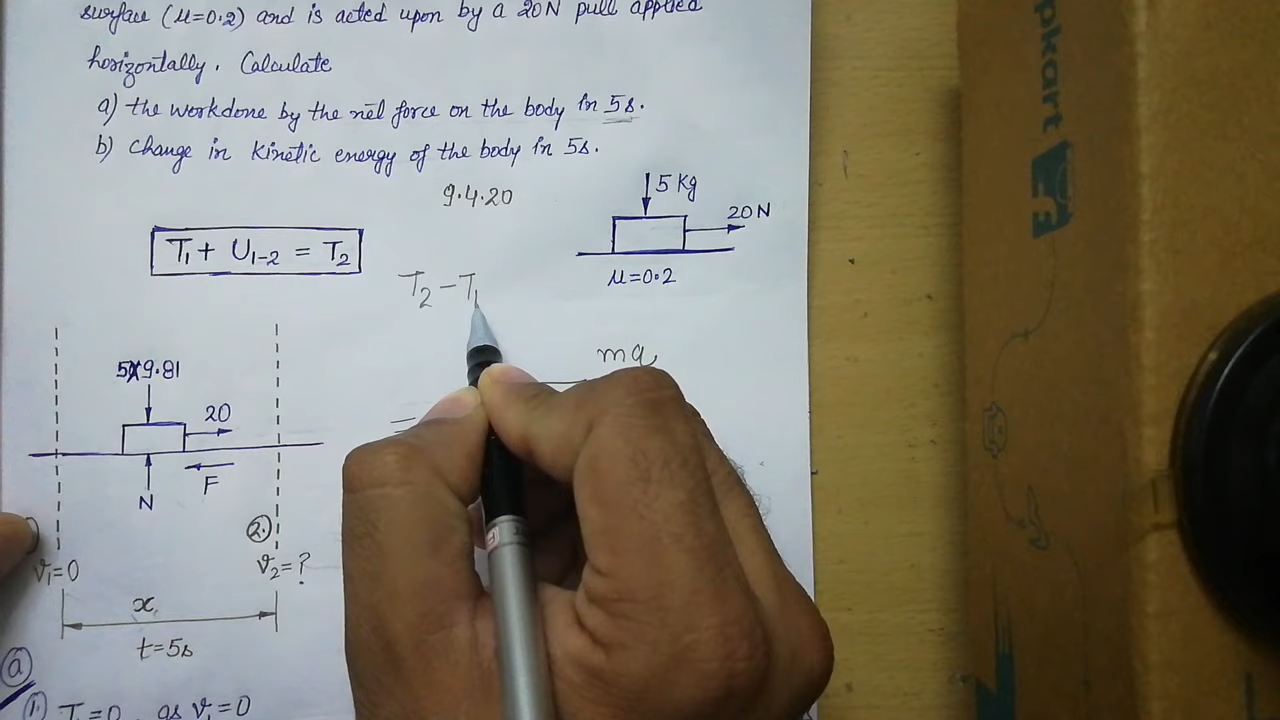 surface (μ=0.2) and is acted upon by a 20N pull applied
horizontally. Calculate
a) the workdone by the net force on the body in 5s.
b) change in kinetic energy of the body in 5s.
9.4.20
5 Kg
20 N
μ=0.2
T₁ + U₁₋₂ = T₂
T₂ – T₁
ma
=
5×9.81
20
F
N
2.
v₁=0
v₂=?
x
t=5s
a
1. T₁=0, as v₁=0
pkart